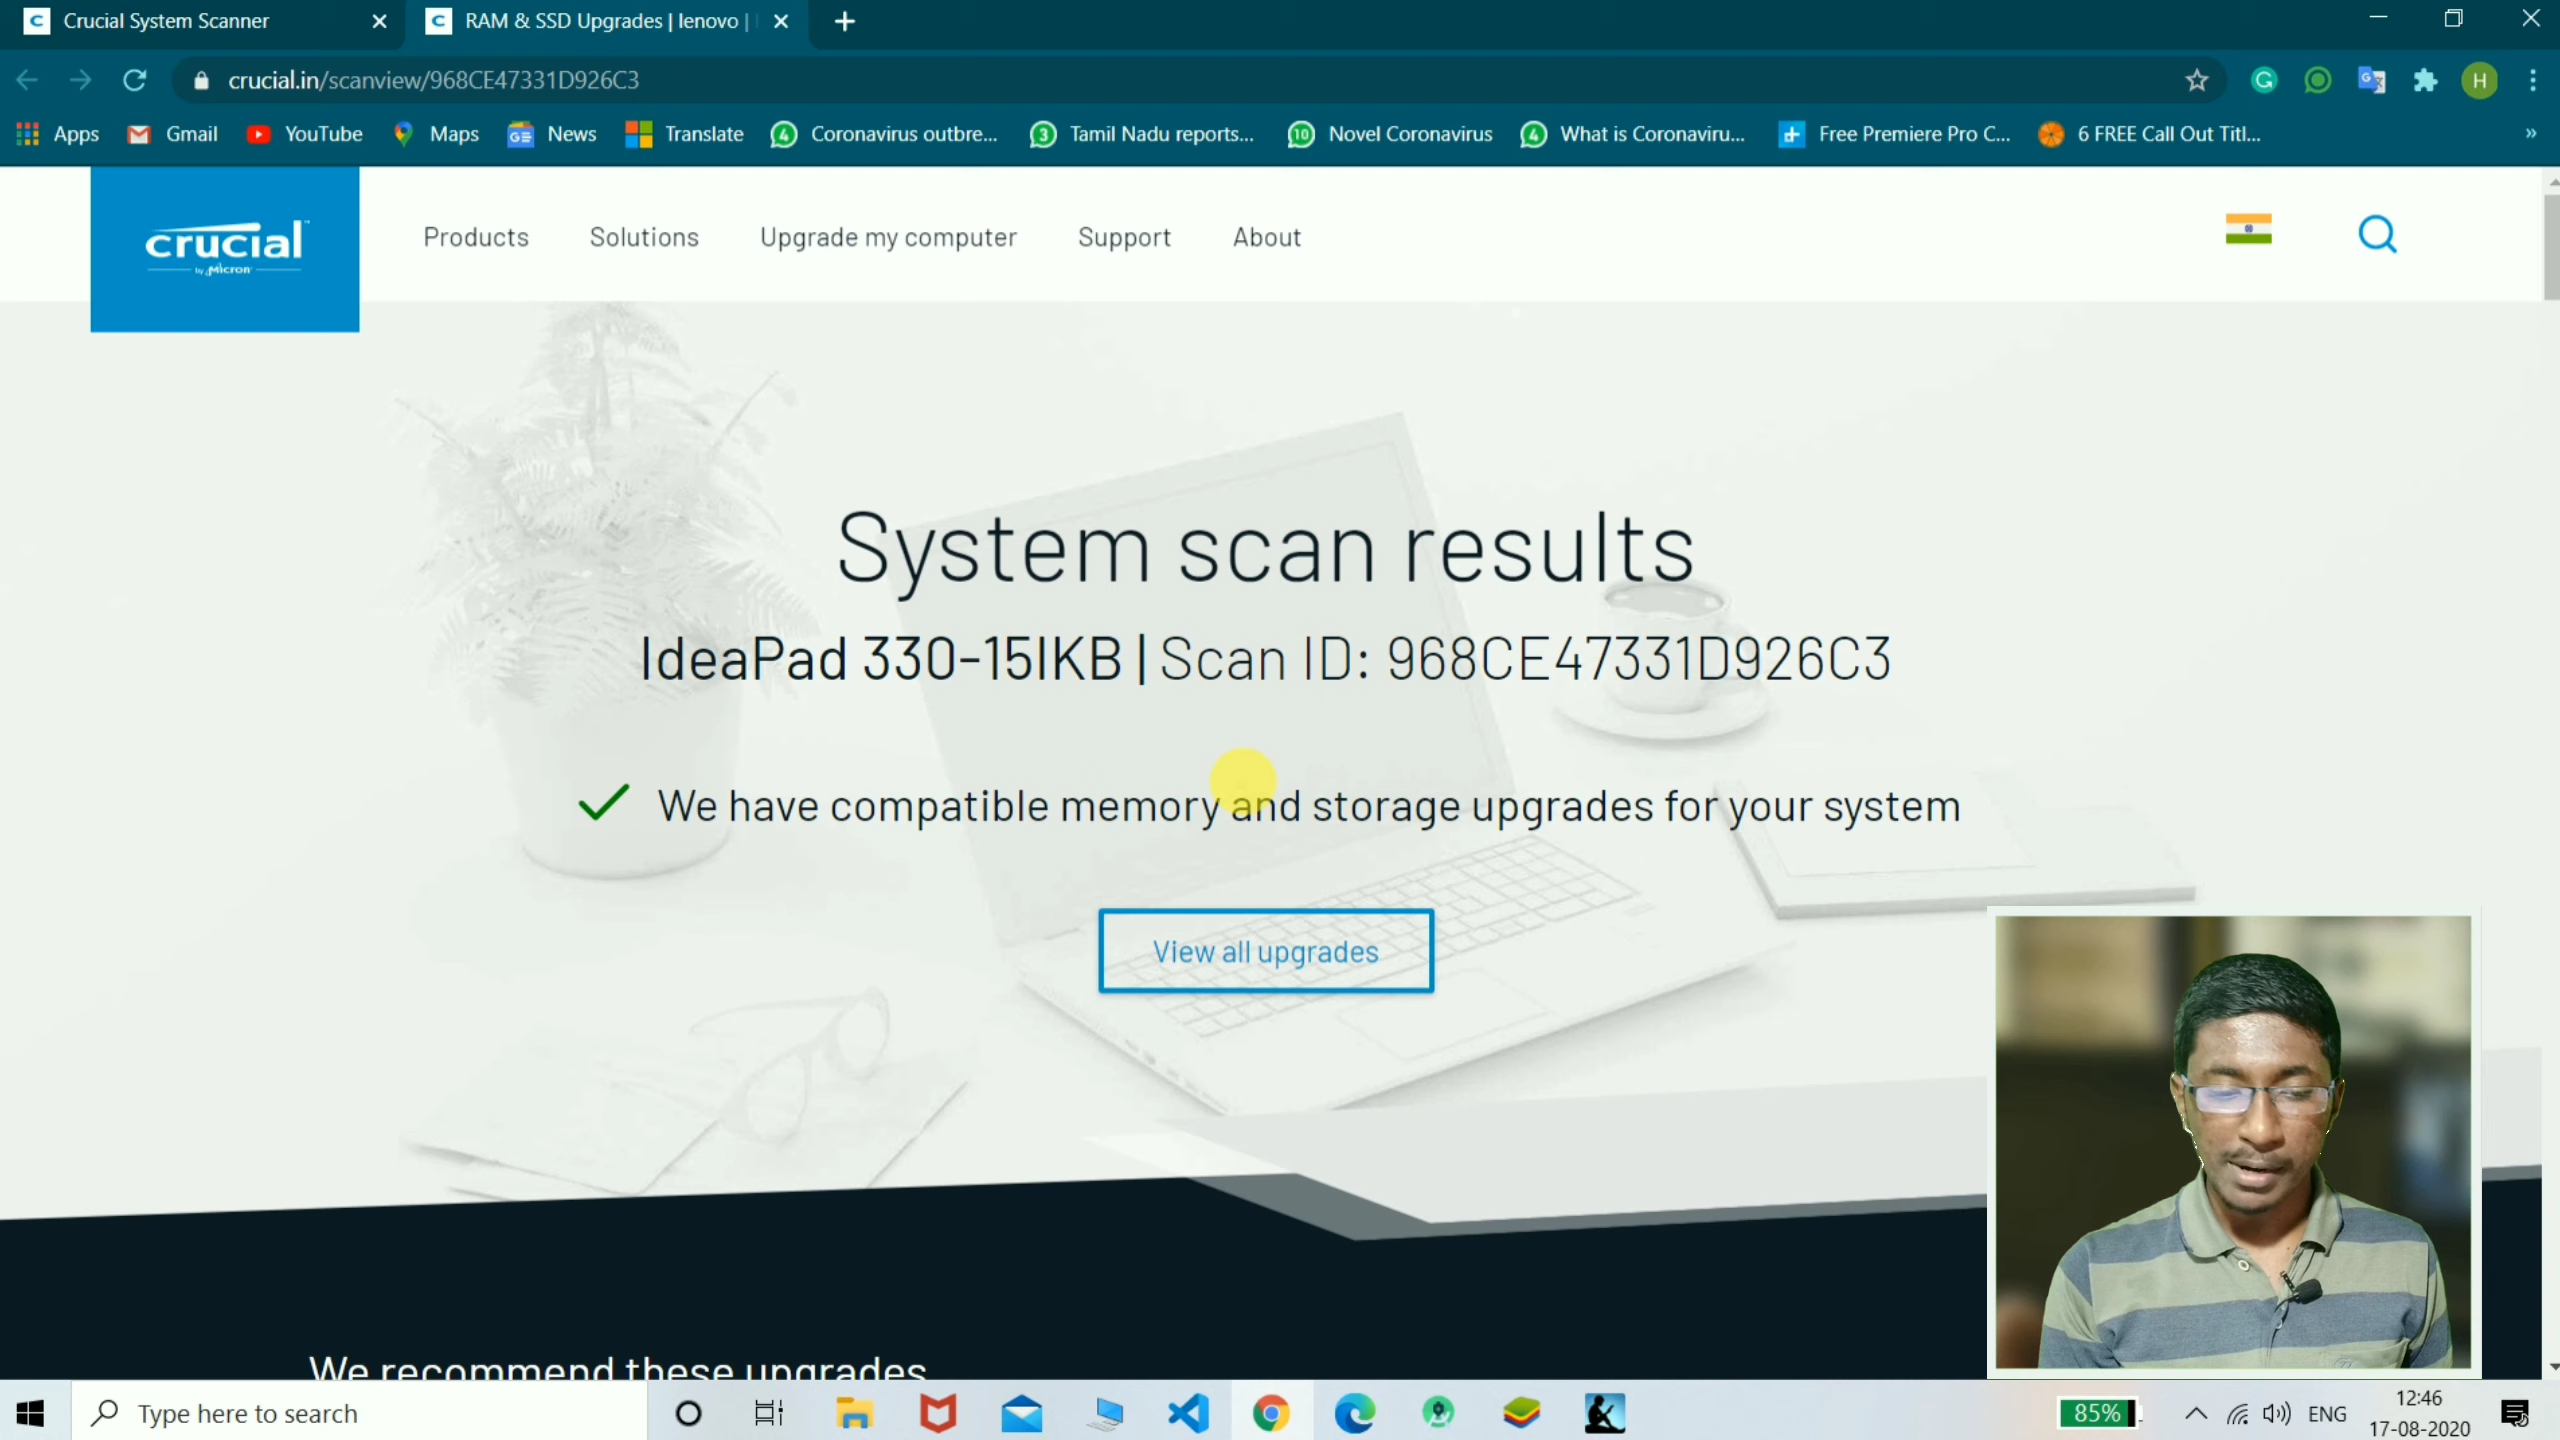 Crucial System Scanner
RAM & SSD Upgrades | lenovo |
crucial.in/scanview/968CE47331D926C3
H
Apps
Gmail
YouTube
Maps
News
Translate
Coronavirus outbre...
Tamil Nadu reports...
Novel Coronavirus
What is Coronaviru...
Free Premiere Pro C...
6 FREE Call Out Titl...
crucial
by Micron
Products
Solutions
Upgrade my computer
Support
About
System scan results
IdeaPad 330-15IKB | Scan ID: 968CE47331D926C3
We have compatible memory and storage upgrades for your system
View all upgrades
We recommend these upgrades
Type here to search
85%
ENG
12:46
17-08-2020